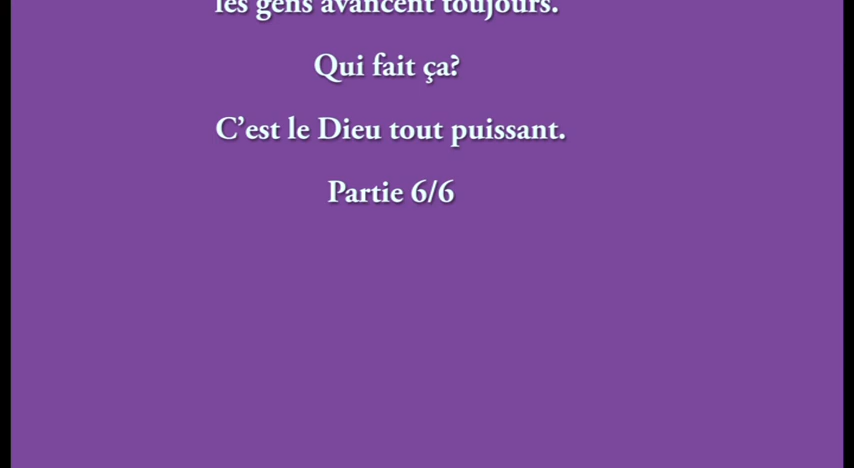 les gens avancent toujours.
Qui fait ça?
C’est le Dieu tout puissant.
Partie 6/6